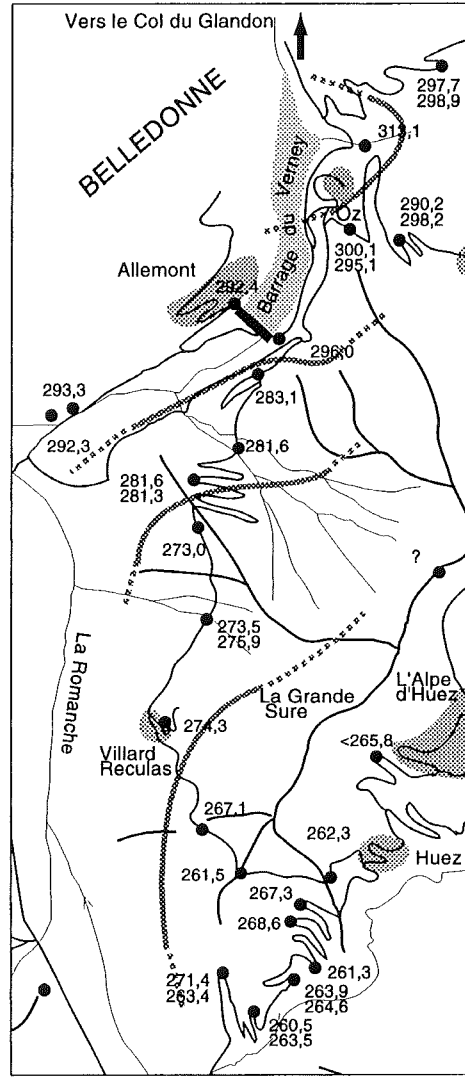 Vers le Col du Glandon
297,7
298,9
BELLEDONNE
313,1
Barrage du Verney
Oz
290,2
298,2
300,1
295,1
Allemont
292,4
296,0
293,3
283,1
292,3
281,6
281,6
281,3
273,0
?
273,5
275,9
La Romanche
L'Alpe
d'Huez
La Grande
Sure
274,3
Villard
Reculas
<265,8
267,1
262,3
Huez
261,5
267,3
268,6
261,3
271,4
263,4
263,9
264,6
260,5
263,5